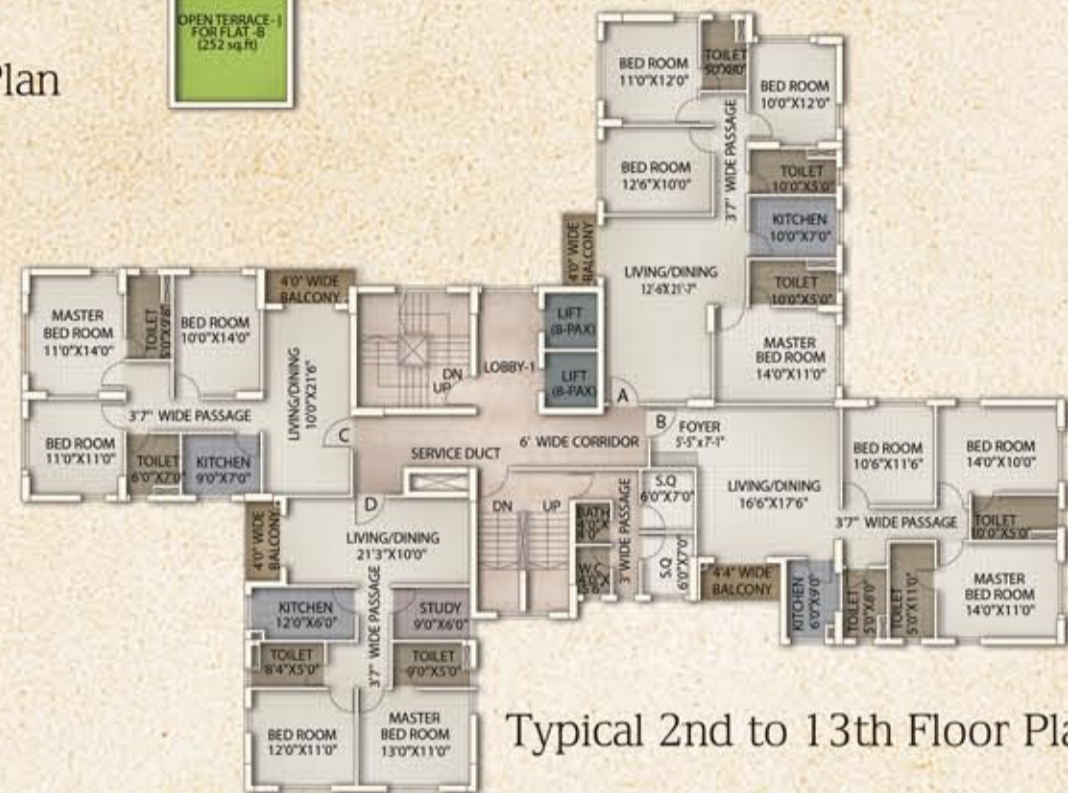 OPEN TERRACE-
FOR FLAT -B
(252 sq.ft)
Plan
BED ROOM
11'0"X12'0"
TOILET
5'0"X8'0"
BED ROOM
10'0"X12'0"
BED ROOM
12'6"X10'0"
3'7" WIDE PASSAGE
TOILET
10'0"X5'0"
KITCHEN
10'0"X7'0"
4'0" WIDE
BALCONY
LIVING/DINING
12'-6"X21'-7"
TOILET
10'0"X5'0"
MASTER
BED ROOM
14'0"X11'0"
MASTER
BED ROOM
11'0"X14'0"
TOILET
BED ROOM
10'0"X14'0"
4'0" WIDE
BALCONY
LIVING/DINING
10'0"X21'6"
DN
UP
LOBBY-1
LIFT
(8-PAX)
LIFT
(8-PAX)
A
BED ROOM
11'0"X11'0"
3'7" WIDE PASSAGE
TOILET
6'0"X7'0"
KITCHEN
9'0"X7'0"
C
SERVICE DUCT
6' WIDE CORRIDOR
B
FOYER
5'-5"x7'-1"
LIVING/DINING
16'6"X17'6"
BED ROOM
10'6"X11'6"
BED ROOM
14'0"X10'0"
3'7" WIDE PASSAGE
TOILET
10'0"X5'0"
MASTER
BED ROOM
14'0"X11'0"
4'0" WIDE
BALCONY
D
LIVING/DINING
21'3"X10'0"
DN
UP
BATH
W.C
3' WIDE PASSAGE
S.Q
6'0"X7'0"
S.Q
6'0"X7'0"
4'4" WIDE
BALCONY
KITCHEN
6'0"X9'0"
TOILET
5'0"X8'0"
TOILET
5'0"X11'0"
KITCHEN
12'0"X6'0"
3'7" WIDE PASSAGE
STUDY
9'0"X6'0"
TOILET
8'4"X5'0"
TOILET
9'0"X5'0"
BED ROOM
12'0"X11'0"
MASTER
BED ROOM
13'0"X11'0"
Typical 2nd to 13th Floor Pla